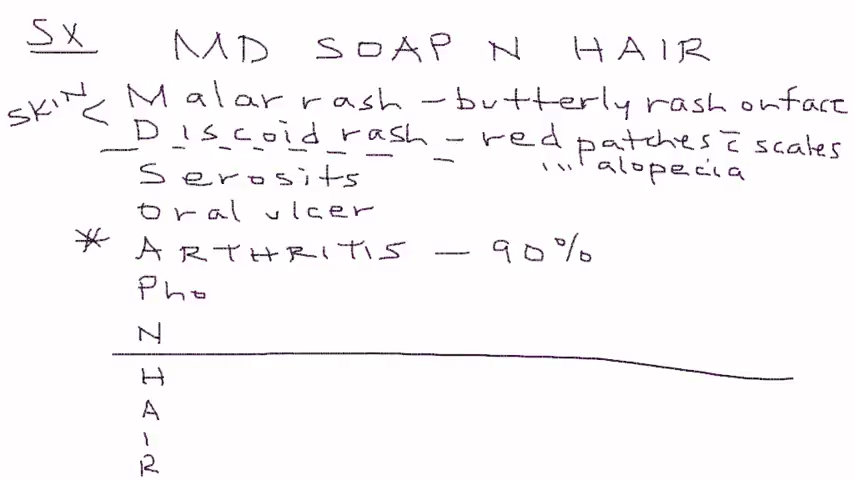 SX MD SOAP N HAIR
SKIN < Malar rash - butterly rash on face
Discoid rash - red patches c̄ scales
... alopecia
Serosits
Oral ulcer
* ARTHRITIS - 90%
Pho
N
H
A
I
R